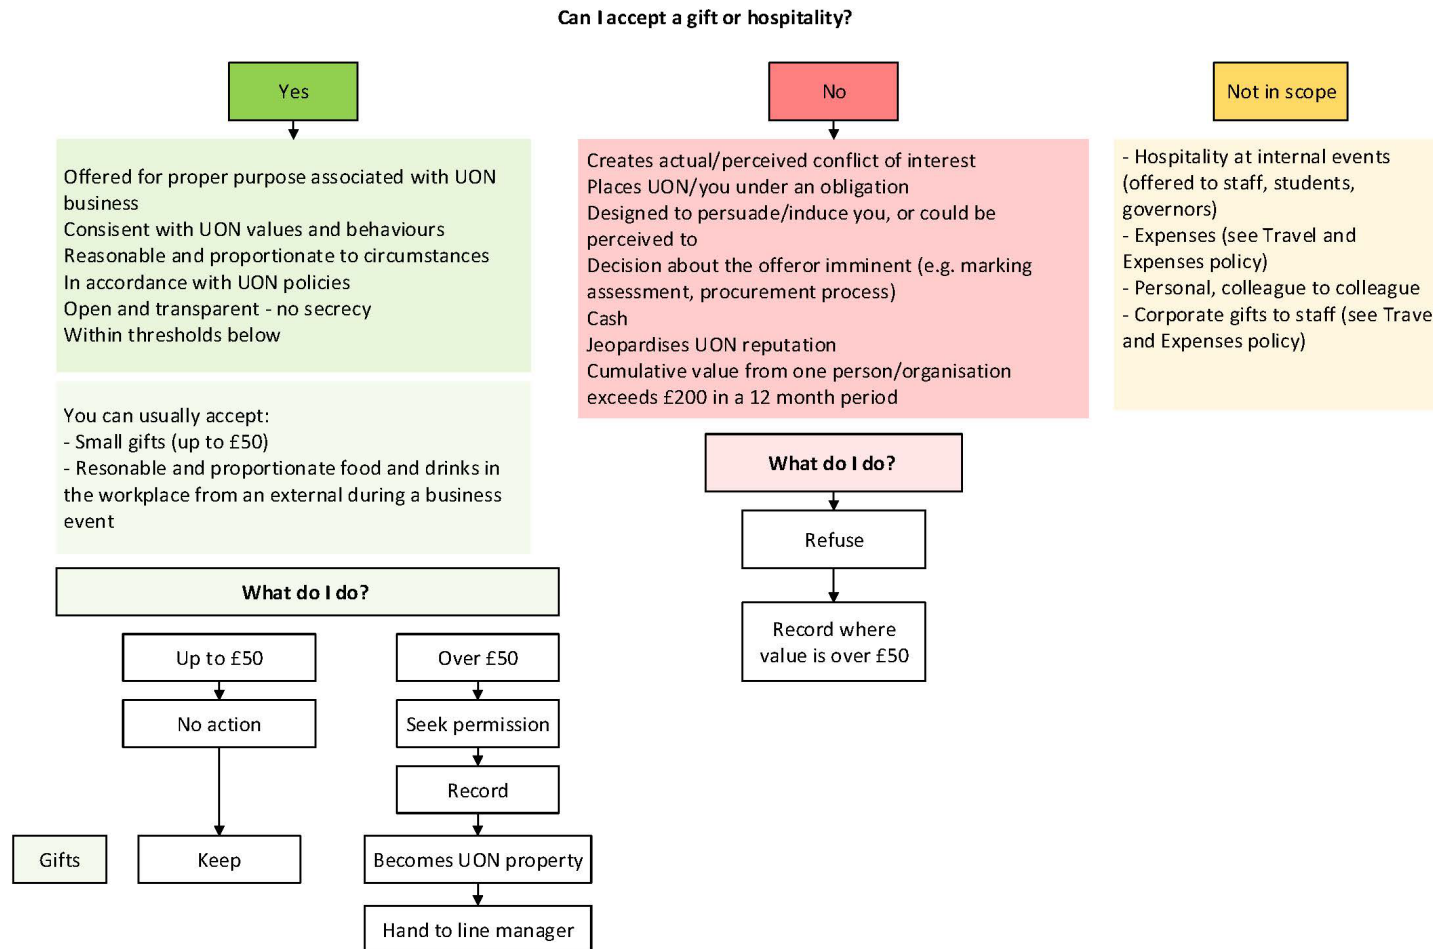 Can I accept a gift or hospitality?
Yes
Offered for proper purpose associated with UON
business
Consisent with UON values and behaviours
Reasonable and proportionate to circumstances
In accordance with UON policies
Open and transparent - no secrecy
Within thresholds below
You can usually accept:
- Small gifts (up to £50)
- Resonable and proportionate food and drinks in
the workplace from an external during a business
event
What do I do?
Up to £50
No action
Keep
Over £50
Seek permission
Record
Becomes UON property
Hand to line manager
Gifts
No
Creates actual/perceived conflict of interest
Places UON/you under an obligation
Designed to persuade/induce you, or could be
perceived to
Decision about the offeror imminent (e.g. marking
assessment, procurement process)
Cash
Jeopardises UON reputation
Cumulative value from one person/organisation
exceeds £200 in a 12 month period
What do I do?
Refuse
Record where
value is over £50
Not in scope
- Hospitality at internal events
(offered to staff, students,
governors)
- Expenses (see Travel and
Expenses policy)
- Personal, colleague to colleague
- Corporate gifts to staff (see Trave
and Expenses policy)